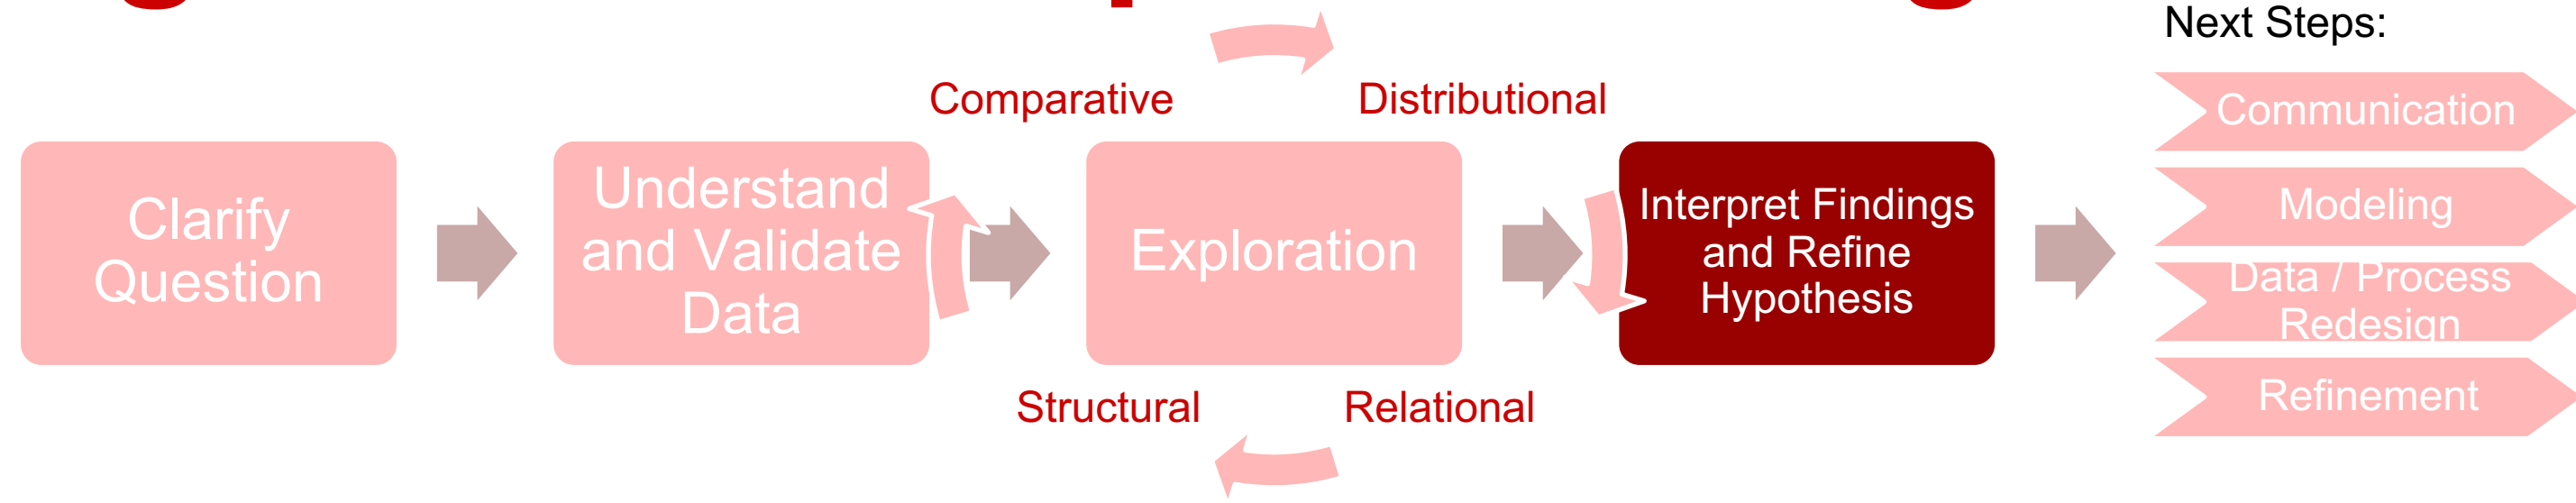 Next Steps:
Comparative
Distributional
Clarify
Question
Understand
and Validate
Data
Exploration
Interpret Findings
and Refine
Hypothesis
Communication
Modeling
Data / Process
Redesign
Refinement
Structural
Relational